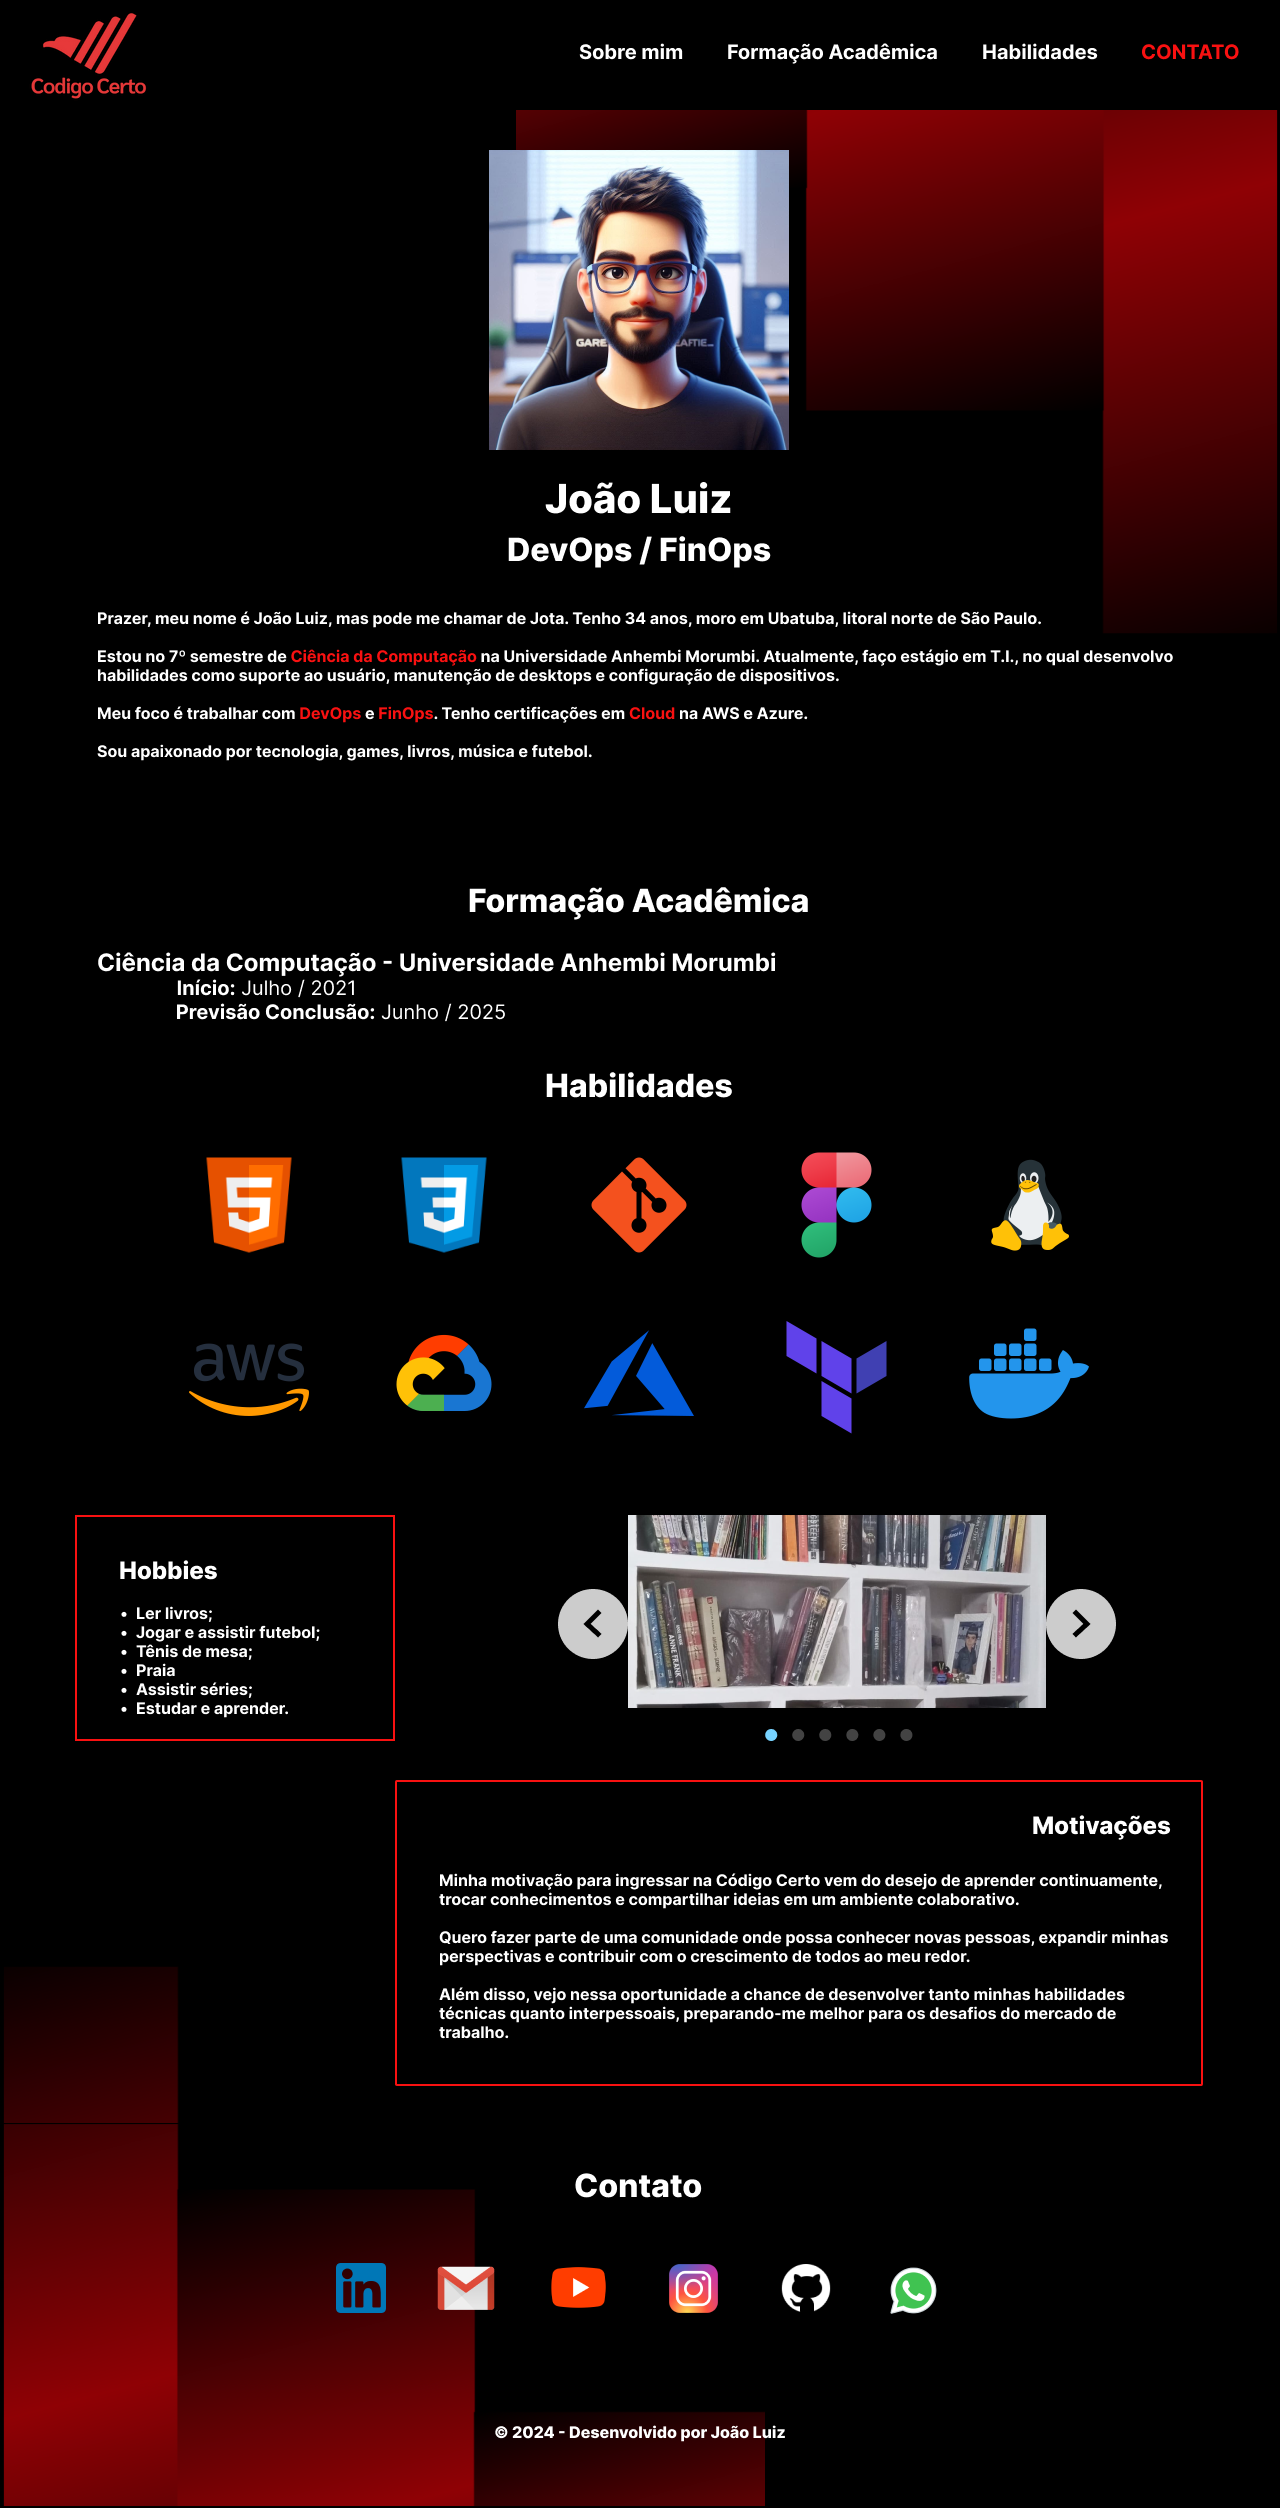 Codigo Certo
Sobre mim
Formação Acadêmica
Habilidades
CONTATO
GARE
João Luiz
DevOps / FinOps
Prazer, meu nome é João Luiz, mas pode me chamar de Jota. Tenho 34 anos, moro em Ubatuba, litoral norte de São Paulo.
Estou no 7º semestre de Ciência da Computação na Universidade Anhembi Morumbi. Atualmente, faço estágio em T.I., no qual desenvolvo
habilidades como suporte ao usuário, manutenção de desktops e configuração de dispositivos.
Meu foco é trabalhar com DevOps e FinOps. Tenho certificações em Cloud na AWS e Azure.
Sou apaixonado por tecnologia, games, livros, música e futebol.
Formação Acadêmica
Ciência da Computação - Universidade Anhembi Morumbi
Início: Julho / 2021
Previsão Conclusão: Junho / 2025
Habilidades
aws
Hobbies
• Ler livros;
• Jogar e assistir futebol;
• Tênis de mesa;
• Praia
• Assistir séries;
• Estudar e aprender.
ANNE FRANK
Motivações
Minha motivação para ingressar na Código Certo vem do desejo de aprender continuamente,
trocar conhecimentos e compartilhar ideias em um ambiente colaborativo.
Quero fazer parte de uma comunidade onde possa conhecer novas pessoas, expandir minhas
perspectivas e contribuir com o crescimento de todos ao meu redor.
Além disso, vejo nessa oportunidade a chance de desenvolver tanto minhas habilidades
técnicas quanto interpessoais, preparando-me melhor para os desafios do mercado de
trabalho.
Contato
in
© 2024 - Desenvolvido por João Luiz